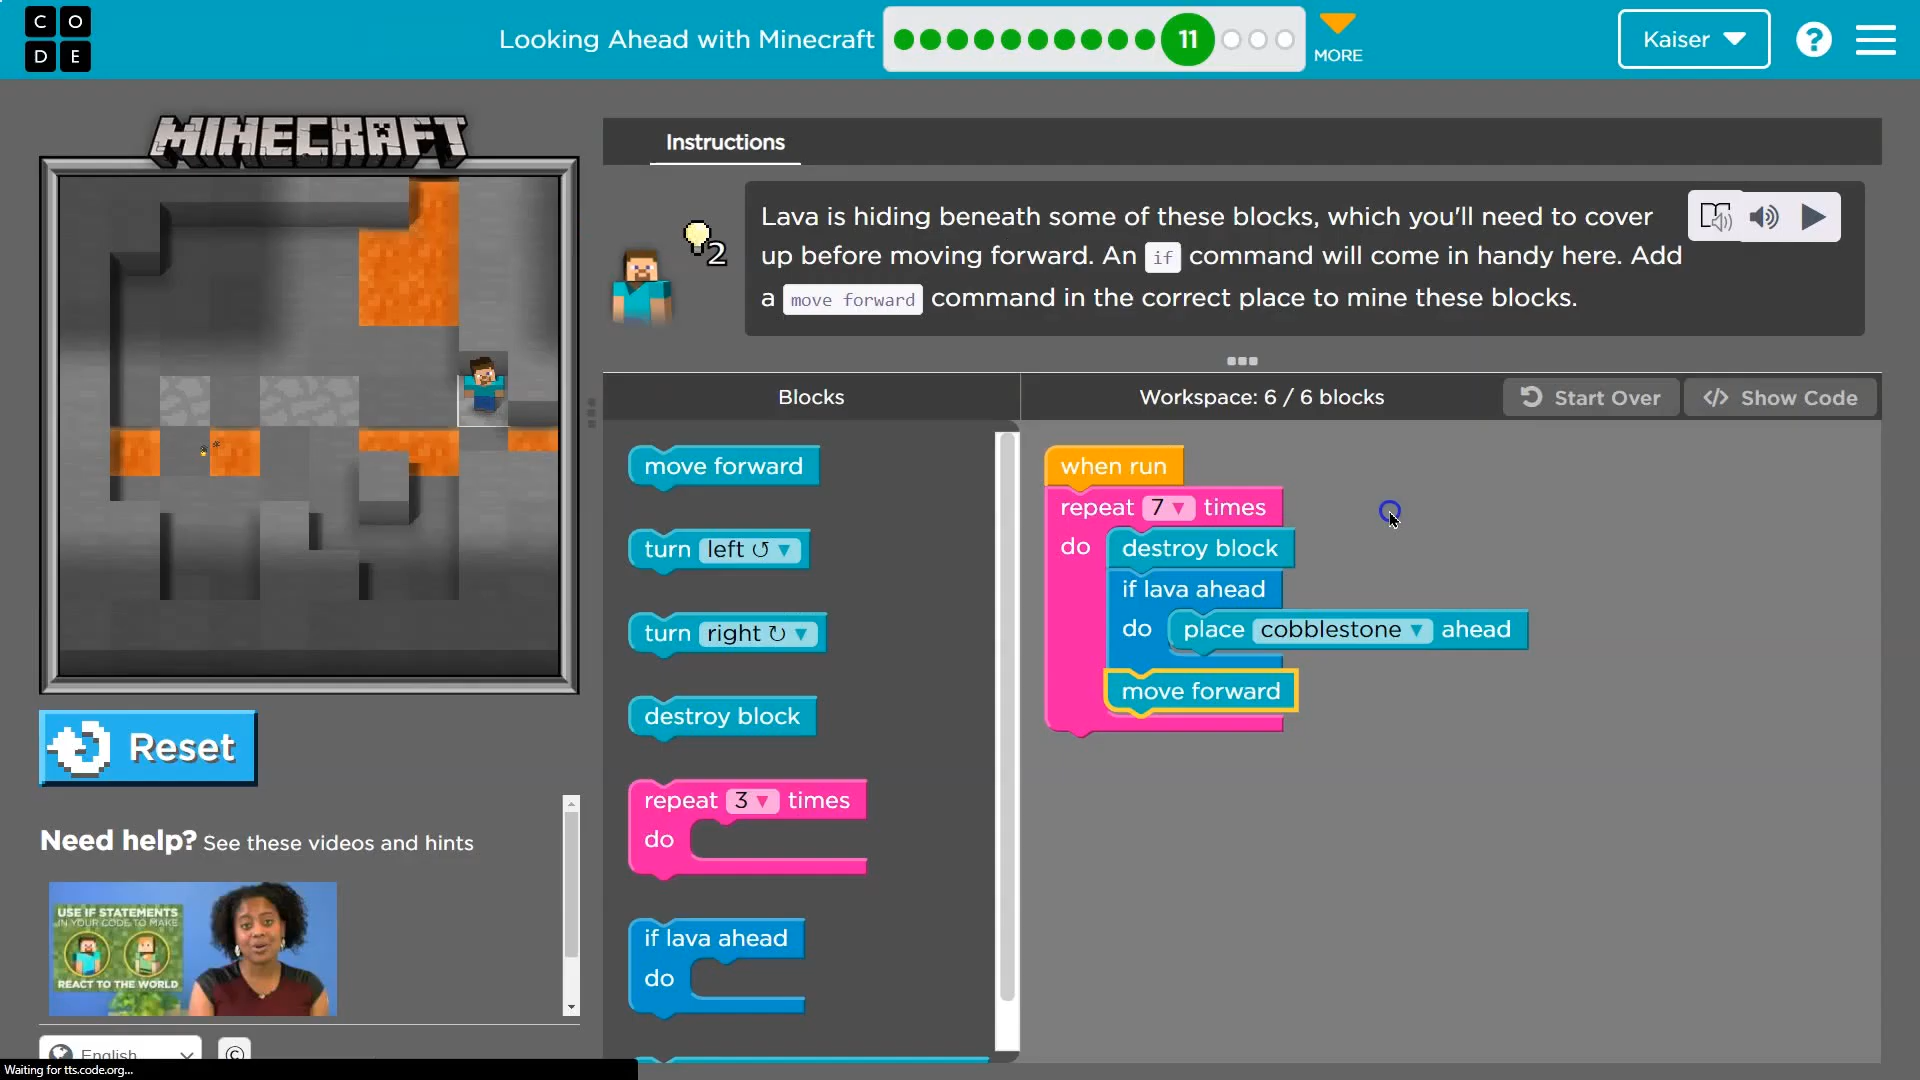 C O
D E
Looking Ahead with Minecraft
11
MORE
Kaiser
?
MINECRAFT
Instructions
2
Lava is hiding beneath some of these blocks, which you'll need to cover
up before moving forward. An if command will come in handy here. Add
a move forward command in the correct place to mine these blocks.
Blocks
Workspace: 6 / 6 blocks
Start Over
</> Show Code
move forward
turn left ↺ ▼
turn right ↻ ▼
destroy block
repeat 3 ▼ times
do
if lava ahead
do
when run
repeat 7 ▼ times
do
destroy block
if lava ahead
do
place cobblestone ▼ ahead
move forward
Reset
Need help? See these videos and hints
USE IF STATEMENTS
IN YOUR CODE TO MAKE
REACT TO THE WORLD
English
©
Waiting for tts.code.org...